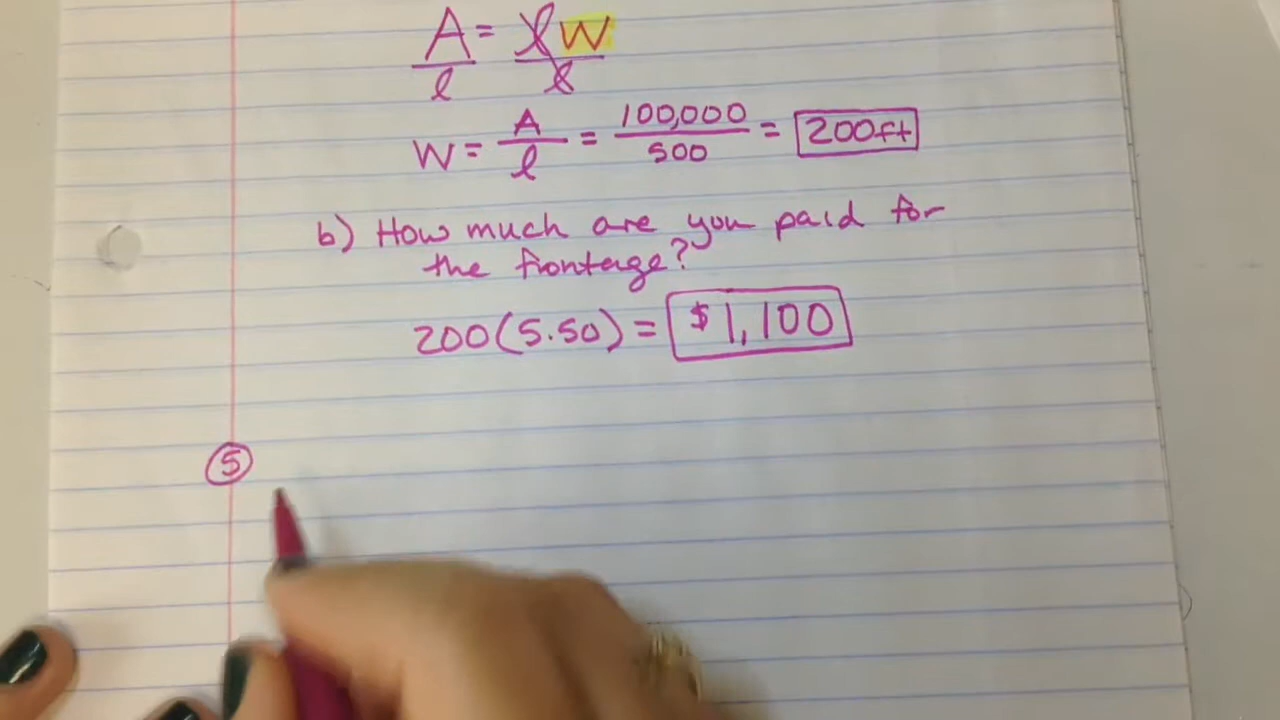 A = lw
l l
w = A/l = 100,000/500 = 200ft
b) How much are you paid for
the frontage?
200(5.50) = $1,100
5